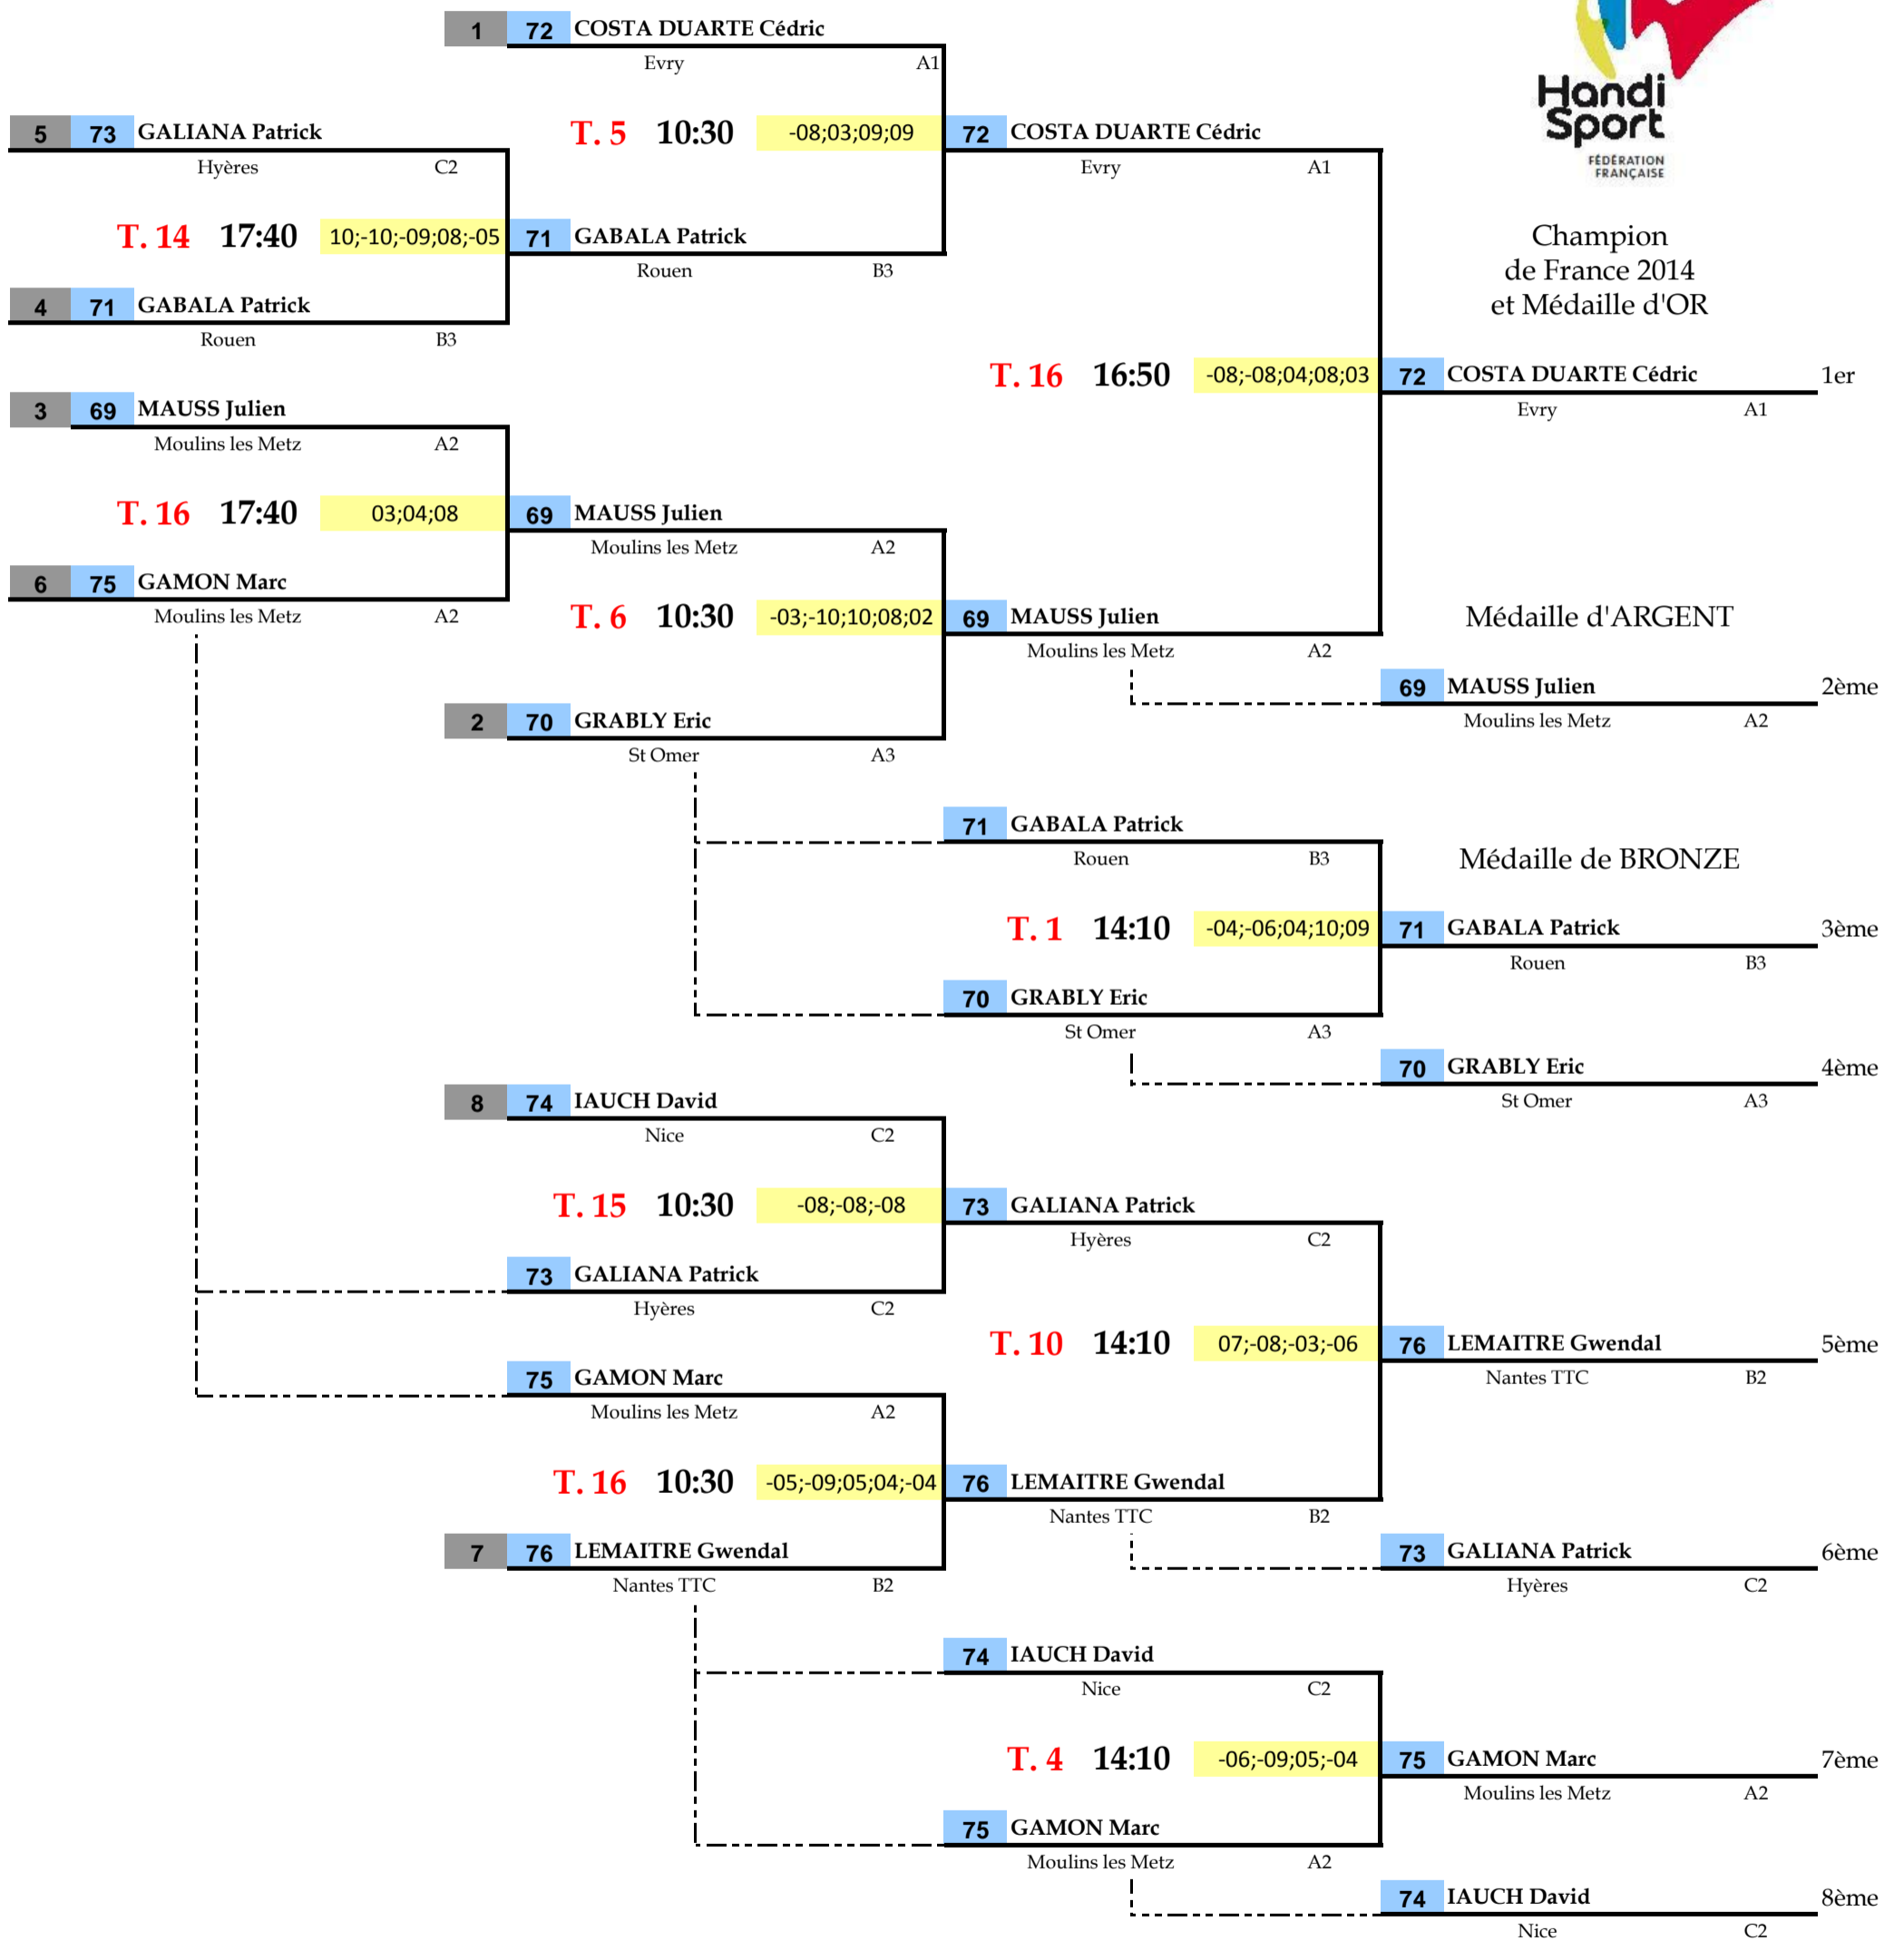 1 72 COSTA DUARTE Cédric
Evry A1
Handi
Sport
FÉDÉRATION
FRANÇAISE
5 73 GALIANA Patrick T. 5 10:30 -08;03;09;09 72 COSTA DUARTE Cédric
Hyères C2 Evry A1
T. 14 17:40 10;-10;-09;08;-05 71 GABALA Patrick
Rouen B3
Champion
de France 2014
et Médaille d'OR
4 71 GABALA Patrick
Rouen B3
T. 16 16:50 -08;-08;04;08;03 72 COSTA DUARTE Cédric 1er
Evry A1
3 69 MAUSS Julien
Moulins les Metz A2
T. 16 17:40 03;04;08 69 MAUSS Julien
Moulins les Metz A2
6 75 GAMON Marc
Moulins les Metz A2
T. 6 10:30 -03;-10;10;08;02 69 MAUSS Julien
Moulins les Metz A2
Médaille d'ARGENT
69 MAUSS Julien 2ème
Moulins les Metz A2
2 70 GRABLY Eric
St Omer A3
71 GABALA Patrick
Rouen B3
Médaille de BRONZE
T. 1 14:10 -04;-06;04;10;09 71 GABALA Patrick 3ème
Rouen B3
70 GRABLY Eric
St Omer A3
70 GRABLY Eric 4ème
St Omer A3
8 74 IAUCH David
Nice C2
T. 15 10:30 -08;-08;-08 73 GALIANA Patrick
Hyères C2
73 GALIANA Patrick
Hyères C2
T. 10 14:10 07;-08;-03;-06 76 LEMAITRE Gwendal 5ème
Nantes TTC B2
75 GAMON Marc
Moulins les Metz A2
T. 16 10:30 -05;-09;05;04;-04 76 LEMAITRE Gwendal
Nantes TTC B2
7 76 LEMAITRE Gwendal
Nantes TTC B2
73 GALIANA Patrick 6ème
Hyères C2
74 IAUCH David
Nice C2
T. 4 14:10 -06;-09;05;-04 75 GAMON Marc 7ème
Moulins les Metz A2
75 GAMON Marc
Moulins les Metz A2
74 IAUCH David 8ème
Nice C2